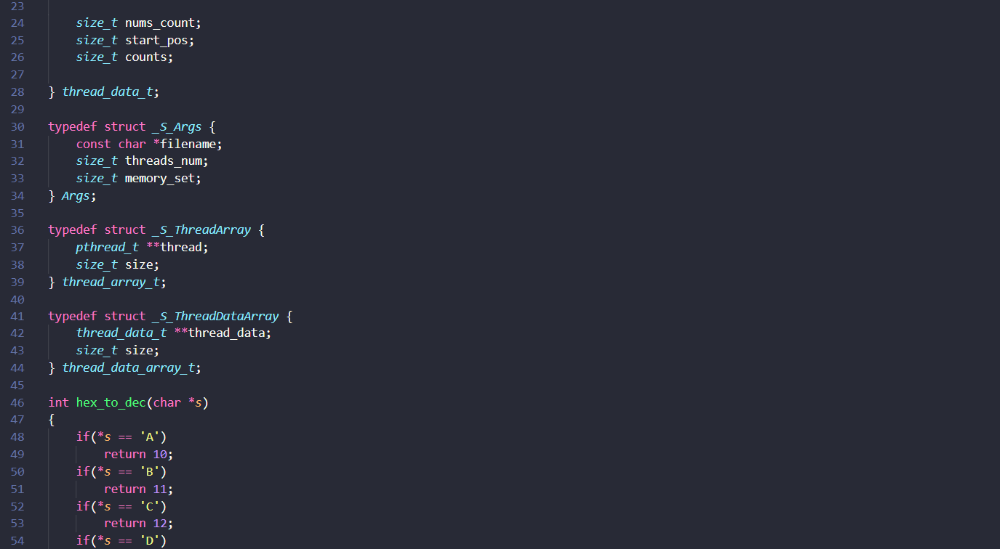 23
24 size_t nums_count;
25 size_t start_pos;
26 size_t counts;
27
28 } thread_data_t;
29
30 typedef struct _S_Args {
31 const char *filename;
32 size_t threads_num;
33 size_t memory_set;
34 } Args;
35
36 typedef struct _S_ThreadArray {
37 pthread_t **thread;
38 size_t size;
39 } thread_array_t;
40
41 typedef struct _S_ThreadDataArray {
42 thread_data_t **thread_data;
43 size_t size;
44 } thread_data_array_t;
45
46 int hex_to_dec(char *s)
47 {
48 if(*s == 'A')
49 return 10;
50 if(*s == 'B')
51 return 11;
52 if(*s == 'C')
53 return 12;
54 if(*s == 'D')